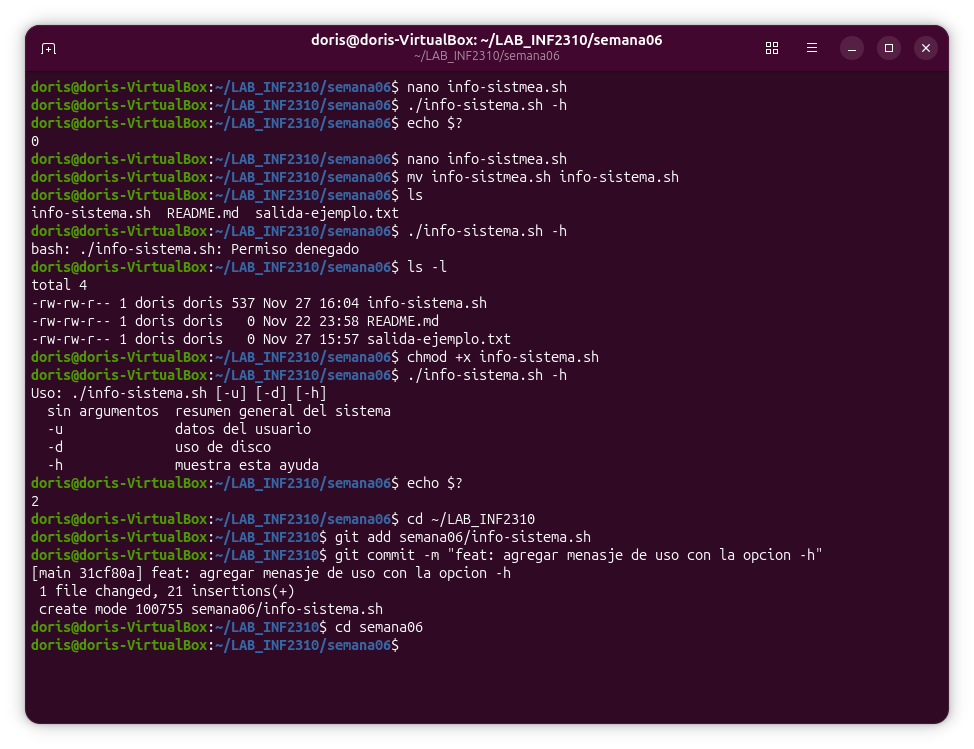 doris@doris-VirtualBox: ~/LAB_INF2310/semana06
~/LAB_INF2310/semana06
doris@doris-VirtualBox:~/LAB_INF2310/semana06$ nano info-sistmea.sh
doris@doris-VirtualBox:~/LAB_INF2310/semana06$ ./info-sistema.sh -h
doris@doris-VirtualBox:~/LAB_INF2310/semana06$ echo $?
0
doris@doris-VirtualBox:~/LAB_INF2310/semana06$ nano info-sistmea.sh
doris@doris-VirtualBox:~/LAB_INF2310/semana06$ mv info-sistmea.sh info-sistema.sh
doris@doris-VirtualBox:~/LAB_INF2310/semana06$ ls
info-sistema.sh  README.md  salida-ejemplo.txt
doris@doris-VirtualBox:~/LAB_INF2310/semana06$ ./info-sistema.sh -h
bash: ./info-sistema.sh: Permiso denegado
doris@doris-VirtualBox:~/LAB_INF2310/semana06$ ls -l
total 4
-rw-rw-r-- 1 doris doris 537 Nov 27 16:04 info-sistema.sh
-rw-rw-r-- 1 doris doris   0 Nov 22 23:58 README.md
-rw-rw-r-- 1 doris doris   0 Nov 27 15:57 salida-ejemplo.txt
doris@doris-VirtualBox:~/LAB_INF2310/semana06$ chmod +x info-sistema.sh
doris@doris-VirtualBox:~/LAB_INF2310/semana06$ ./info-sistema.sh -h
Uso: ./info-sistema.sh [-u] [-d] [-h]
  sin argumentos  resumen general del sistema
  -u              datos del usuario
  -d              uso de disco
  -h              muestra esta ayuda
doris@doris-VirtualBox:~/LAB_INF2310/semana06$ echo $?
2
doris@doris-VirtualBox:~/LAB_INF2310/semana06$ cd ~/LAB_INF2310
doris@doris-VirtualBox:~/LAB_INF2310$ git add semana06/info-sistema.sh
doris@doris-VirtualBox:~/LAB_INF2310$ git commit -m "feat: agregar menasje de uso con la opcion -h"
[main 31cf80a] feat: agregar menasje de uso con la opcion -h
 1 file changed, 21 insertions(+)
 create mode 100755 semana06/info-sistema.sh
doris@doris-VirtualBox:~/LAB_INF2310$ cd semana06
doris@doris-VirtualBox:~/LAB_INF2310/semana06$